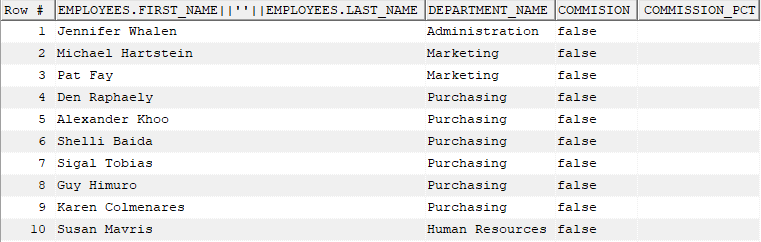 Row # EMPLOYEES.FIRST_NAME||''||EMPLOYEES.LAST_NAME DEPARTMENT_NAME COMMISION COMMISSION_PCT
1 Jennifer Whalen Administration false
2 Michael Hartstein Marketing false
3 Pat Fay Marketing false
4 Den Raphaely Purchasing false
5 Alexander Khoo Purchasing false
6 Shelli Baida Purchasing false
7 Sigal Tobias Purchasing false
8 Guy Himuro Purchasing false
9 Karen Colmenares Purchasing false
10 Susan Mavris Human Resources false